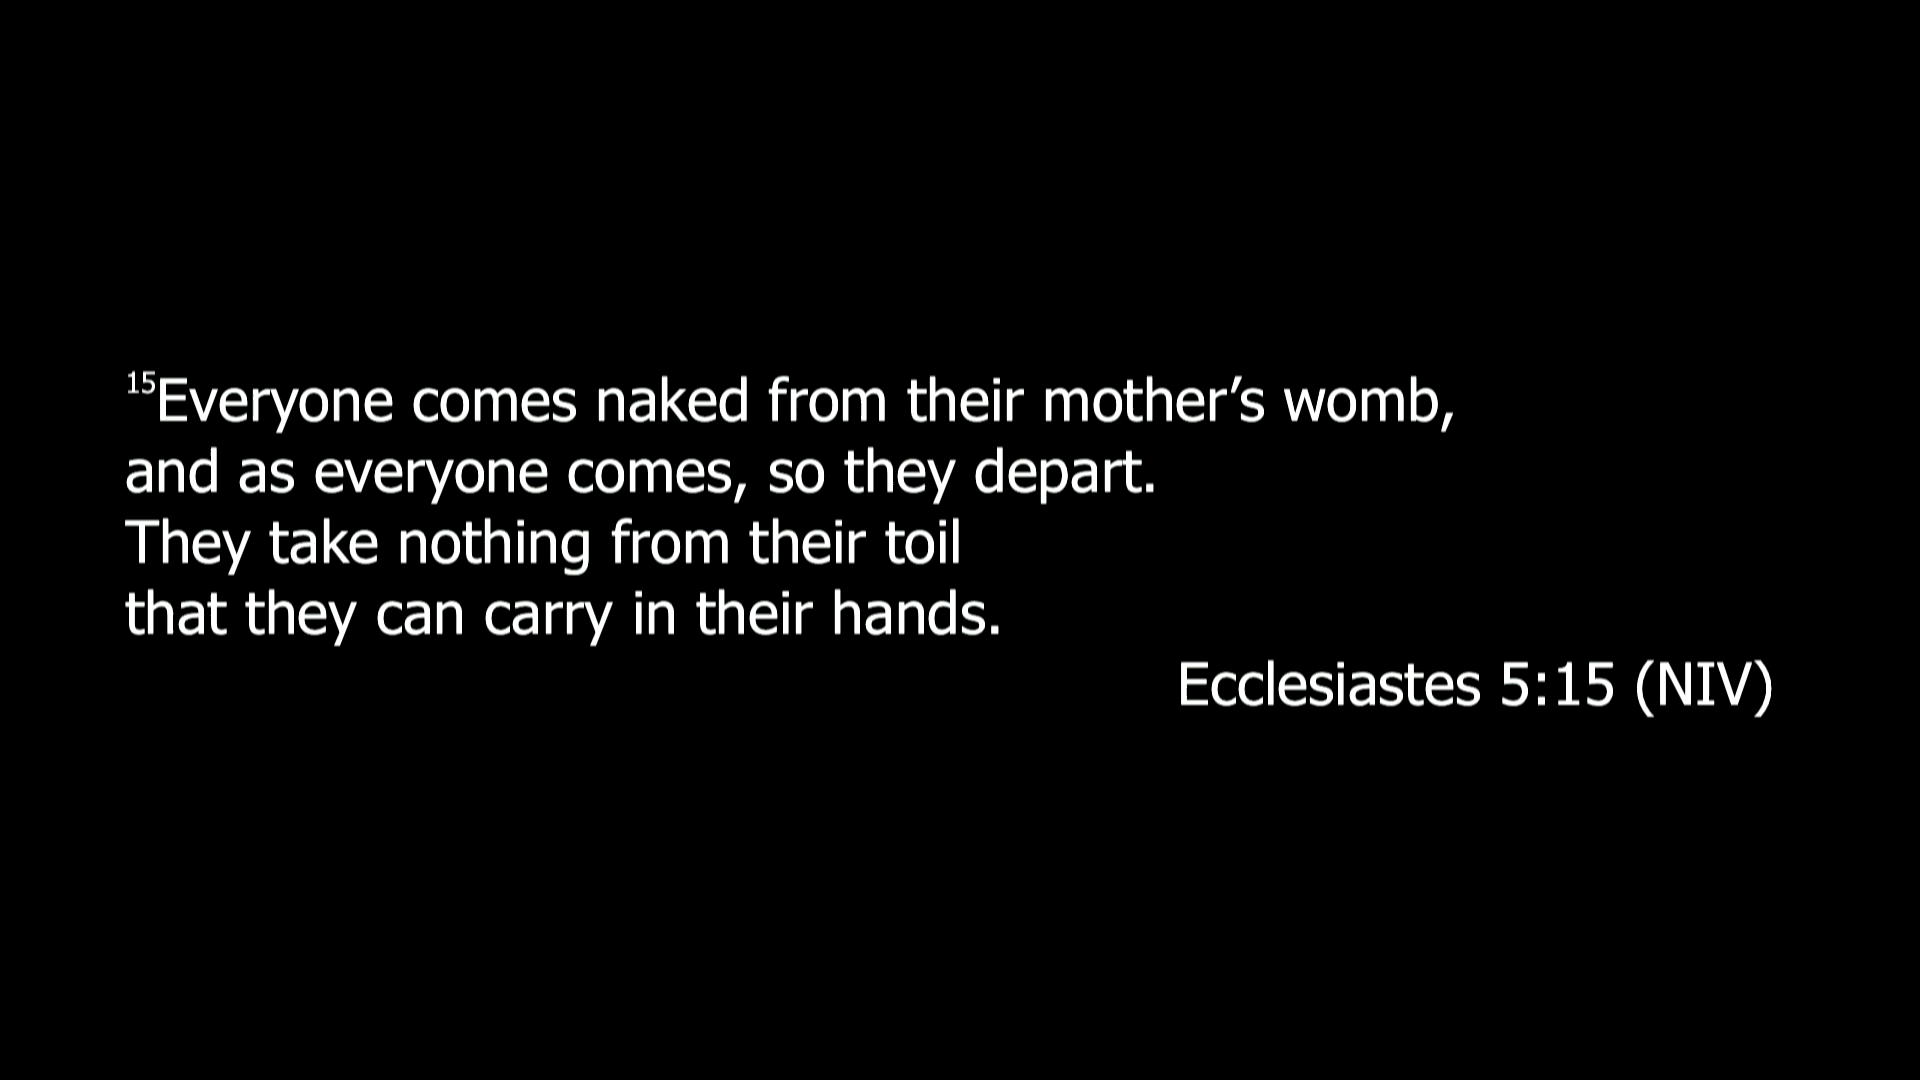 ¹⁵Everyone comes naked from their mother’s womb,
and as everyone comes, so they depart.
They take nothing from their toil
that they can carry in their hands.
Ecclesiastes 5:15 (NIV)